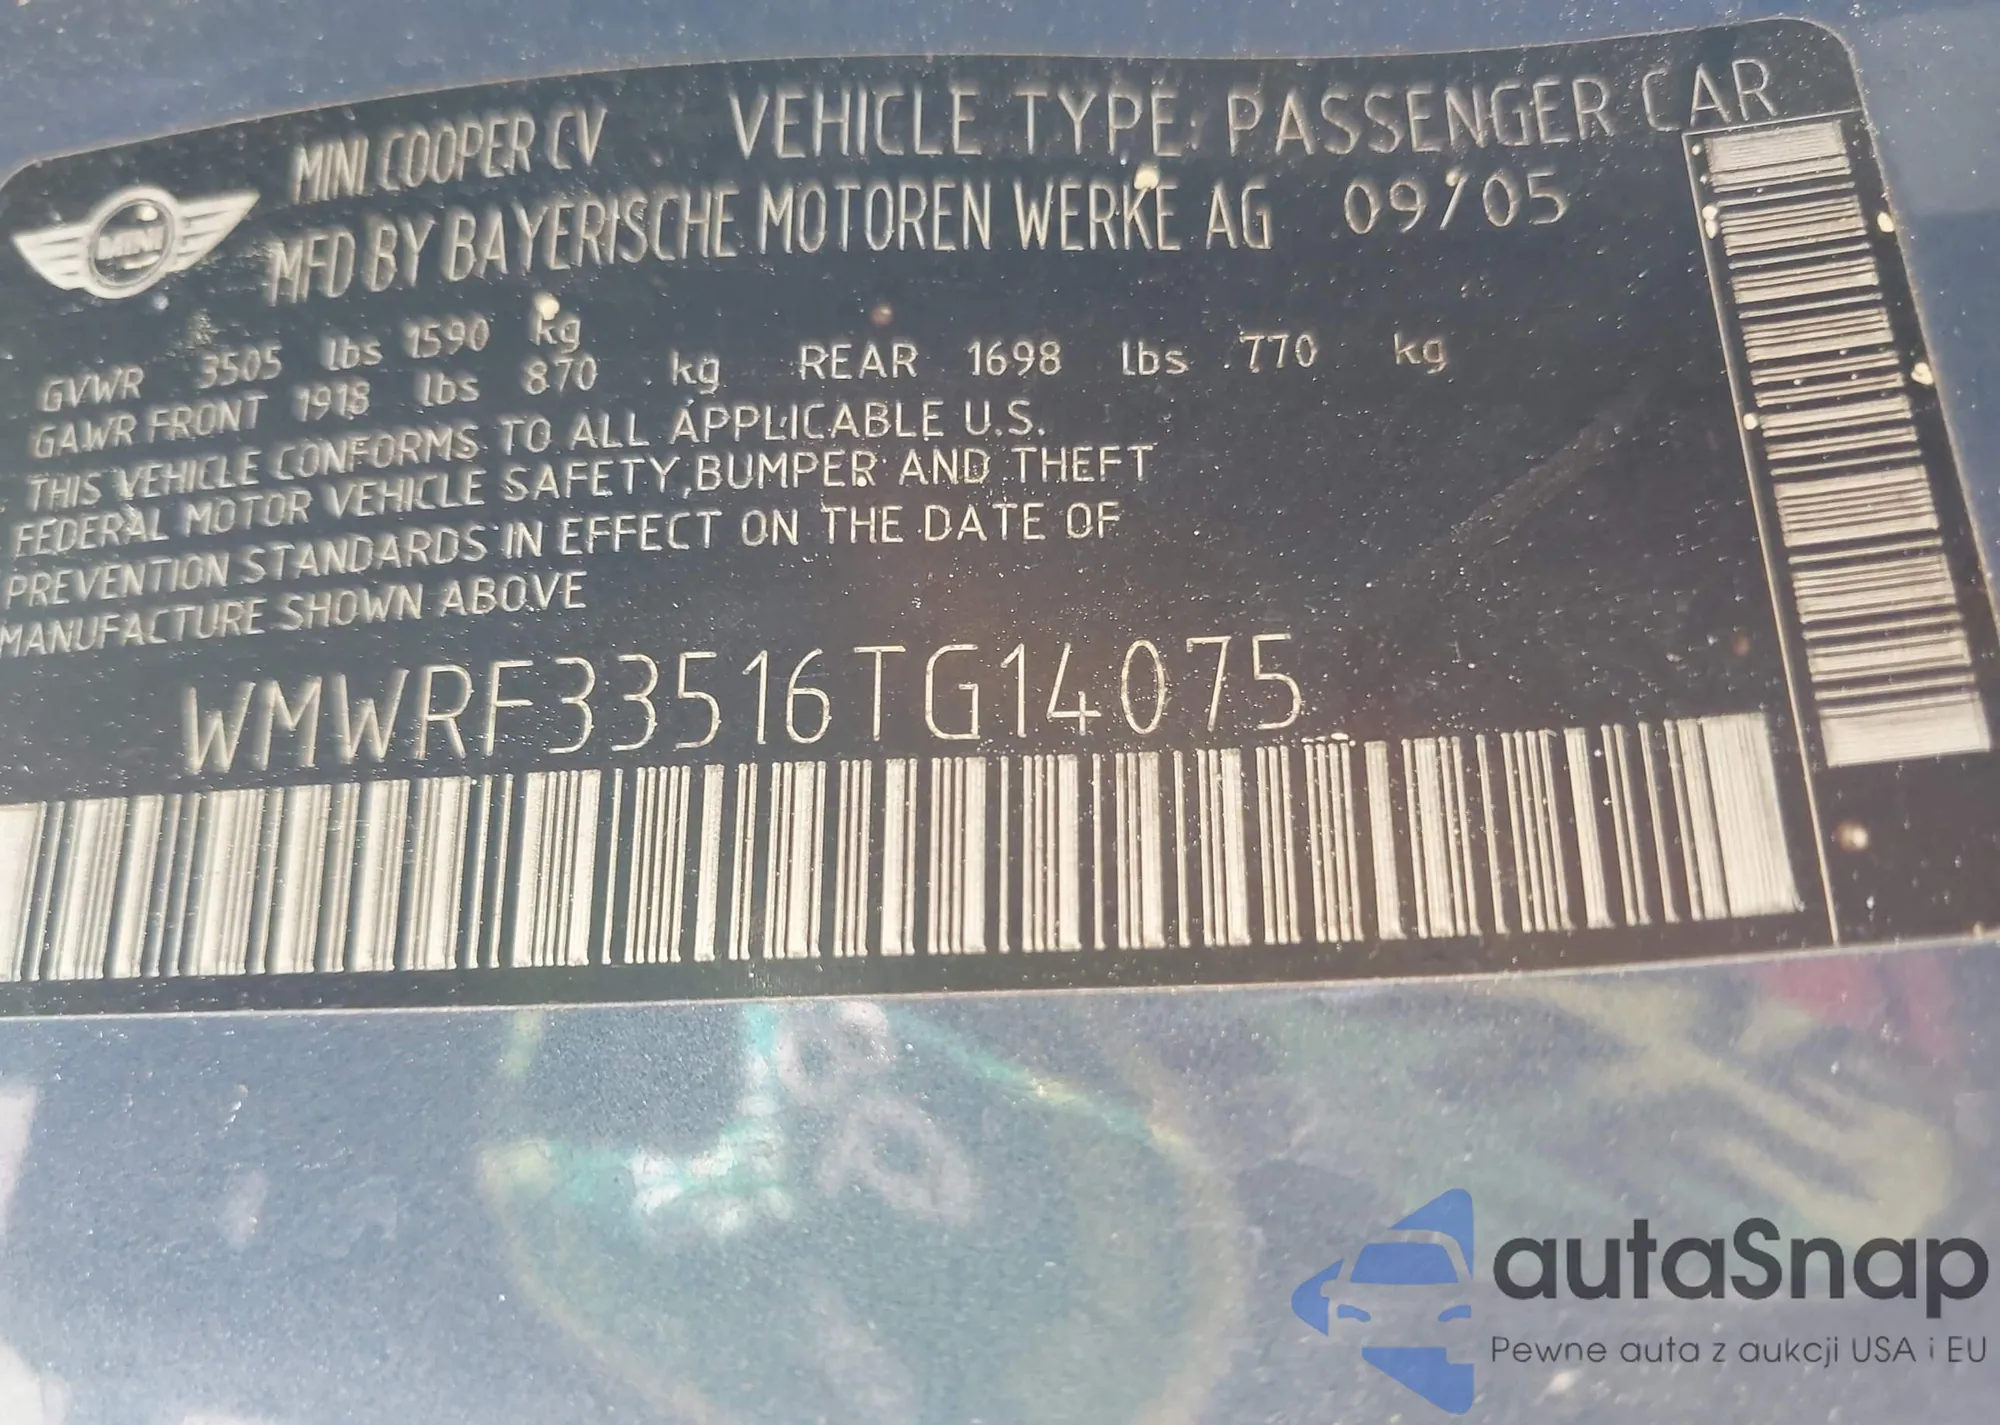 MINI COOPER CV VEHICLE TYPE: PASSENGER CAR
MINI
MFD BY BAYERISCHE MOTOREN WERKE AG 09/05
GVWR 3505 lbs 1590 kg
GAWR FRONT 1918 lbs 870 kg REAR 1698 lbs 770 kg
THIS VEHICLE CONFORMS TO ALL APPLICABLE U.S.
FEDERAL MOTOR VEHICLE SAFETY, BUMPER AND THEFT
PREVENTION STANDARDS IN EFFECT ON THE DATE OF
MANUFACTURE SHOWN ABOVE
WMWRF33516TG14075
autaSnap
Pewne auta z aukcji USA i EU